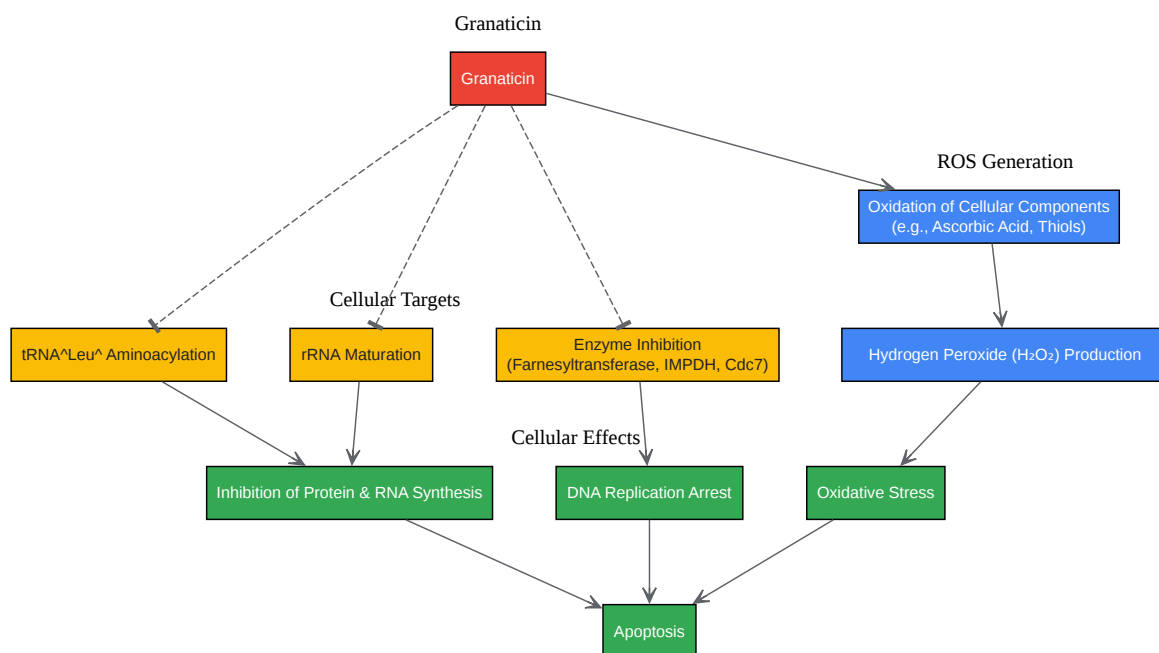 Granaticin
Granaticin
ROS Generation
Oxidation of Cellular Components
(e.g., Ascorbic Acid, Thiols)
Cellular Targets
tRNA^Leu^ Aminoacylation
rRNA Maturation
Enzyme Inhibition
(Farnesyltransferase, IMPDH, Cdc7)
Hydrogen Peroxide (H₂O₂) Production
Cellular Effects
Inhibition of Protein & RNA Synthesis
DNA Replication Arrest
Oxidative Stress
Apoptosis